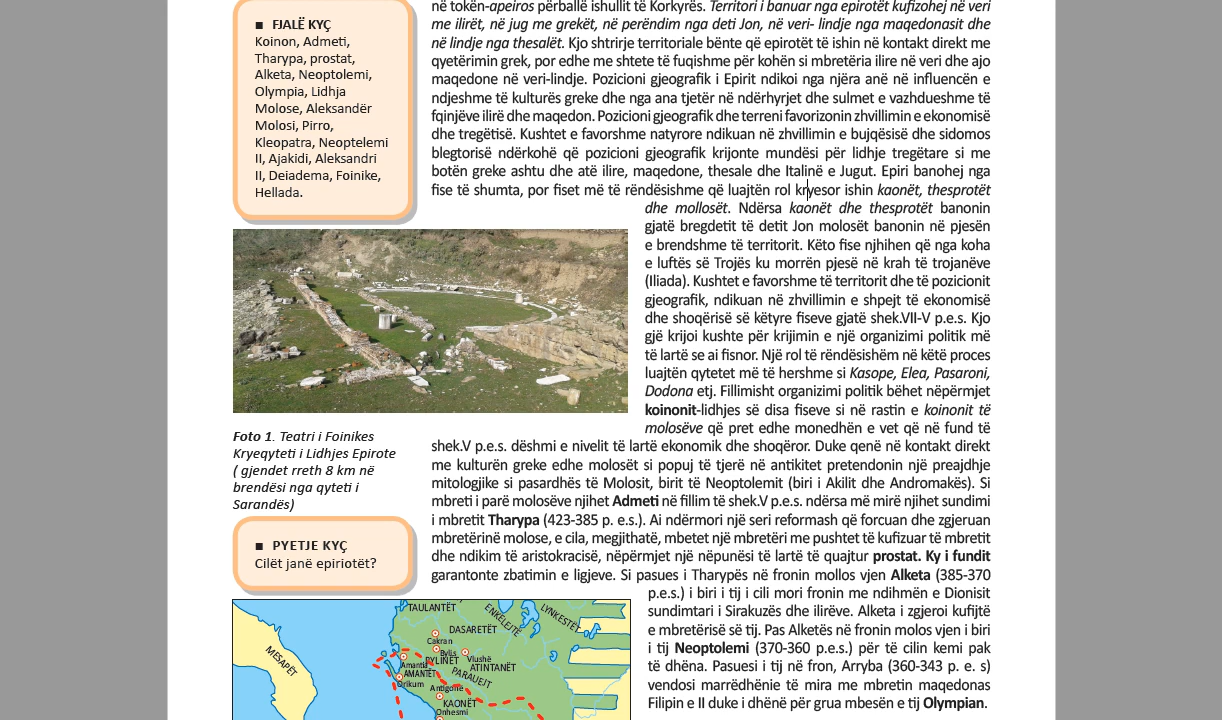 ■ FJALË KYÇ
Koinon, Admeti,
Tharypa, prostat,
Alketa, Neoptolemi,
Olympia, Lidhja
Molose, Aleksandër
Molosi, Pirro,
Kleopatra, Neoptelemi
II, Ajakidi, Aleksandri
II, Deiadema, Foinike,
Hellada.
në tokën-apeiros përballë ishullit të Korkyrës. Territori i banuar nga epirotët kufizohej në veri
me ilirët, në jug me grekët, në perëndim nga deti Jon, në veri- lindje nga maqedonasit dhe
në lindje nga thesalët. Kjo shtrirje territoriale bënte që epirotët të ishin në kontakt direkt me
qyetërimin grek, por edhe me shtete të fuqishme për kohën si mbretëria ilire në veri dhe ajo
maqedone në veri-lindje. Pozicioni gjeografik i Epirit ndikoi nga njëra anë në influencën e
ndjeshme të kulturës greke dhe nga ana tjetër në ndërhyrjet dhe sulmet e vazhdueshme të
fqinjëve ilirë dhe maqedon. Pozicioni gjeografik dhe terreni favorizonin zhvillimin e ekonomisë
dhe tregëtisë. Kushtet e favorshme natyrore ndikuan në zhvillimin e bujqësisë dhe sidomos
blegtorisë ndërkohë që pozicioni gjeografik krijonte mundësi për lidhje tregëtare si me
botën greke ashtu dhe atë ilire, maqedone, thesale dhe Italinë e Jugut. Epiri banohej nga
fise të shumta, por fiset më të rëndësishme që luajtën rol kryesor ishin kaonët, thesprotët
dhe mollosët. Ndërsa kaonët dhe thesprotët banonin
gjatë bregdetit të detit Jon molosët banonin në pjesën
e brendshme të territorit. Këto fise njhihen që nga koha
e luftës së Trojës ku morrën pjesë në krah të trojanëve
(Iliada). Kushtet e favorshme të territorit dhe të pozicionit
gjeografik, ndikuan në zhvillimin e shpejt të ekonomisë
dhe shoqërisë së këtyre fiseve gjatë shek.VII-V p.e.s. Kjo
gjë krijoi kushte për krijimin e një organizimi politik më
të lartë se ai fisnor. Një rol të rëndësishëm në këtë proces
luajtën qytetet më të hershme si Kasope, Elea, Pasaroni,
Dodona etj. Fillimisht organizimi politik bëhet nëpërmjet
koinonit-lidhjes së disa fiseve si në rastin e koinonit të
molosëve që pret edhe monedhën e vet që në fund të
shek.V p.e.s. dëshmi e nivelit të lartë ekonomik dhe shoqëror. Duke qenë në kontakt direkt
me kulturën greke edhe molosët si popuj të tjerë në antikitet pretendonin një preajdhje
mitologjike si pasardhës të Molosit, birit të Neoptolemit (biri i Akilit dhe Andromakës). Si
mbreti i parë molosëve njihet Admeti në fillim të shek.V p.e.s. ndërsa më mirë njihet sundimi
i mbretit Tharypa (423-385 p. e.s.). Ai ndërmori një seri reformash që forcuan dhe zgjeruan
mbretërinë molose, e cila, megjithatë, mbetet një mbretëri me pushtet të kufizuar të mbretit
dhe ndikim të aristokracisë, nëpërmjet një nëpunësi të lartë të quajtur prostat. Ky i fundit
garantonte zbatimin e ligjeve. Si pasues i Tharypës në fronin mollos vjen Alketa (385-370
p.e.s.) i biri i tij i cili mori fronin me ndihmën e Dionisit
sundimtari i Sirakuzës dhe ilirëve. Alketa i zgjeroi kufijtë
e mbretërisë së tij. Pas Alketës në fronin molos vjen i biri
i tij Neoptolemi (370-360 p.e.s.) për të cilin kemi pak
të dhëna. Pasuesi i tij në fron, Arryba (360-343 p. e. s)
vendosi marrëdhënie të mira me mbretin maqedonas
Filipin e II duke i dhënë për grua mbesën e tij Olympian.
Foto 1. Teatri i Foinikes
Kryeqyteti i Lidhjes Epirote
( gjendet rreth 8 km në
brendësi nga qyteti i
Sarandës)
■ PYETJE KYÇ
Cilët janë epiriotët?
TAULANTËT
ENKELEJTË
LYNKESTËT
DASARETËT
Cakran
MESAPËT
Bylis
BYLINËT
Vlushë
ATINTANËT
Amantia
AMANTËT
PARAUEJT
Orikum
Antigone
KAONËT
Onhesmi